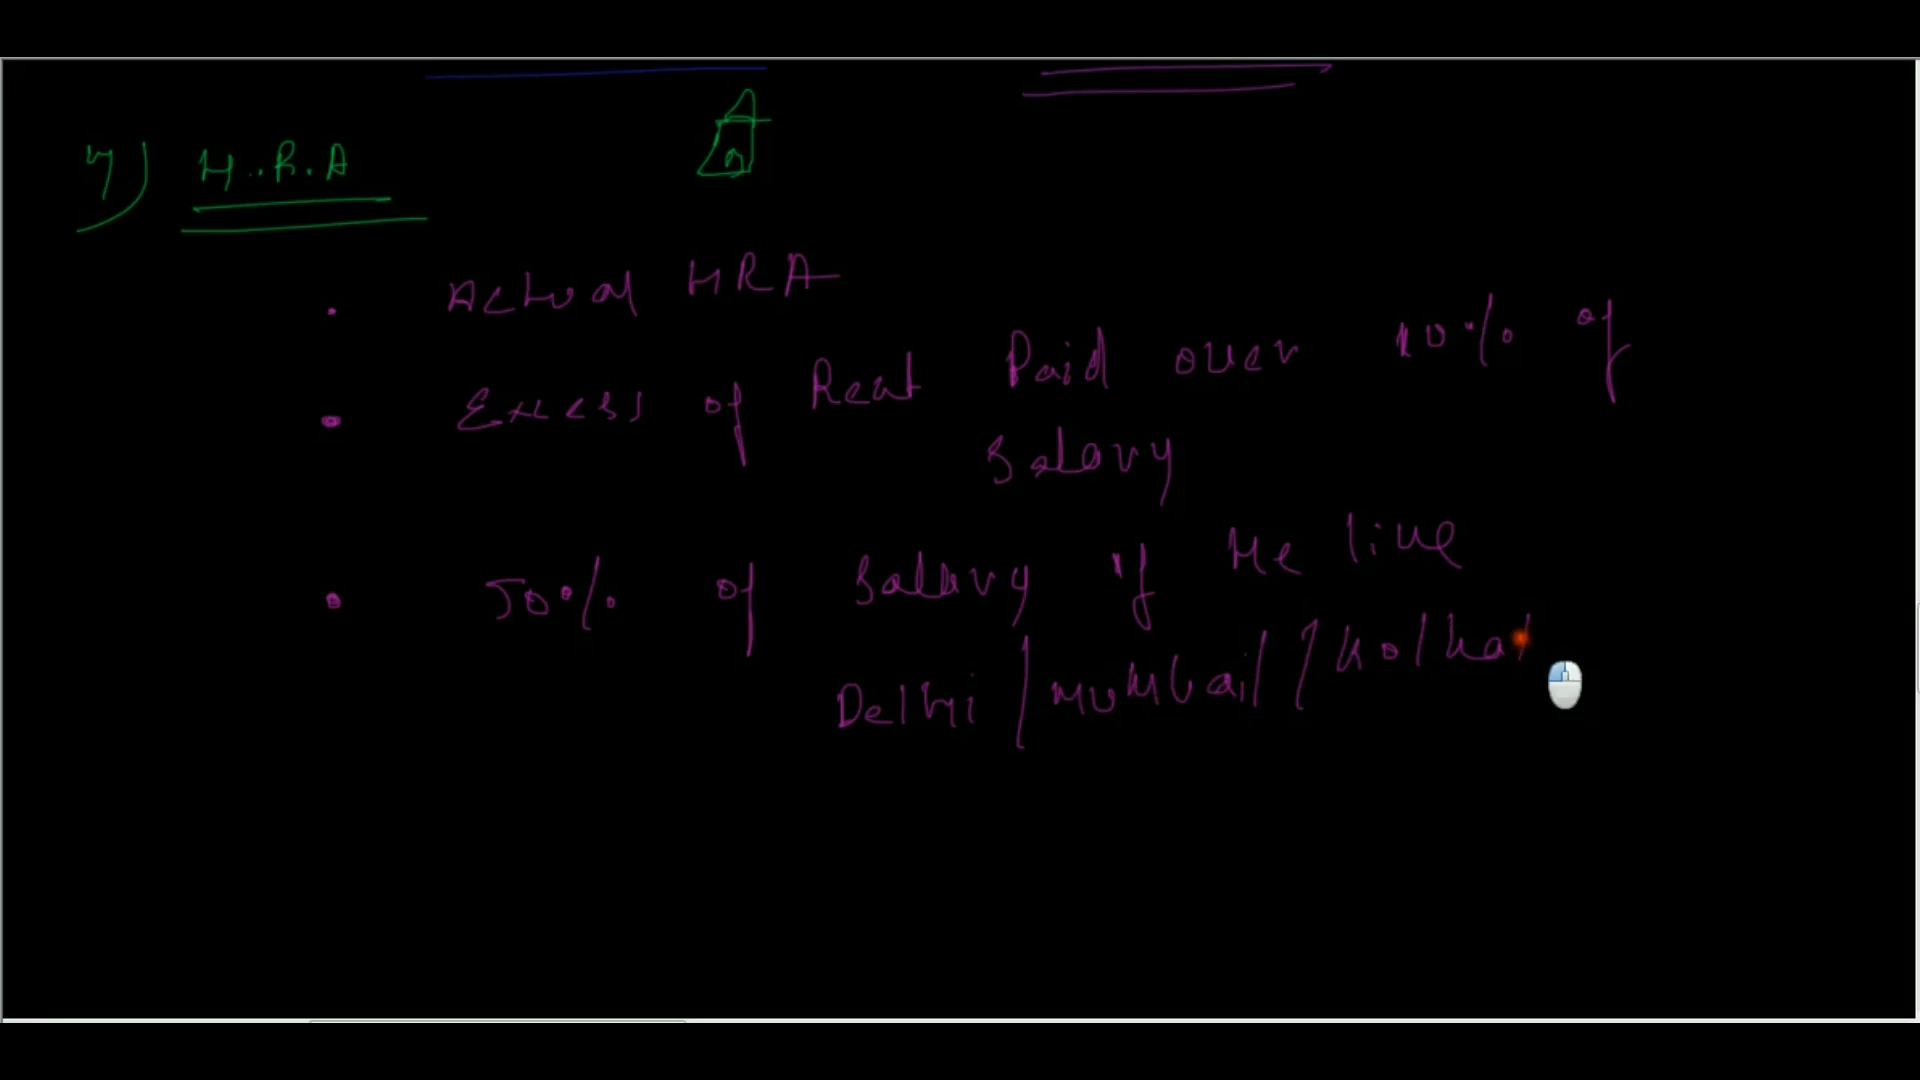 4) H.R.A
• Actual HRA
• Excess of Rent Paid over 10% of
Salary
• 50% of Salary if He live
Delhi / Mumbai / Kolkat